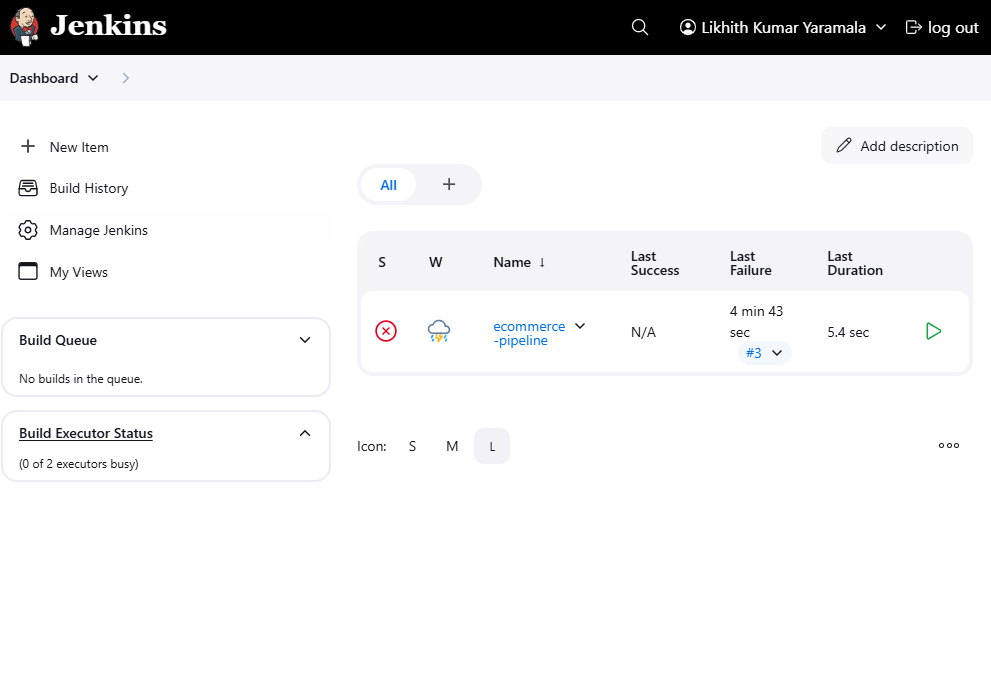 Jenkins
Likhith Kumar Yaramala
log out
Dashboard
New Item
Build History
Manage Jenkins
My Views
Build Queue
No builds in the queue.
Build Executor Status
(0 of 2 executors busy)
Add description
All +
S W Name ↓ Last Success Last Failure Last Duration
ecommerce
-pipeline
N/A
4 min 43
sec
#3
5.4 sec
Icon: S M L